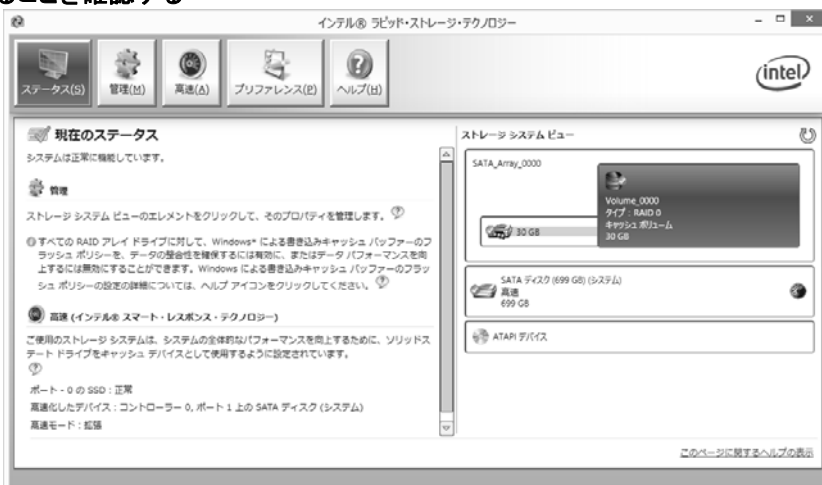 ることを確認する
インテル® ラピッド・ストレージ・テクノロジー
ステータス(S)
管理(M)
高速(A)
プリファレンス(P)
ヘルプ(H)
intel
現在のステータス
システムは正常に機能しています。
管理
ストレージ システム ビューのエレメントをクリックして、そのプロパティを管理します。
すべての RAID アレイ ドライブに対して、Windows* による書き込みキャッシュ バッファーのフ
ラッシュ ポリシーを、データの整合性を確保するには有効に、またはデータ パフォーマンスを向
上するには無効にすることができます。Windows による書き込みキャッシュ バッファーのフラッ
シュ ポリシーの設定の詳細については、ヘルプ アイコンをクリックしてください。
高速 (インテル® スマート・レスポンス・テクノロジー)
ご使用のストレージ システムは、システムの全体的なパフォーマンスを向上するために、ソリッドス
テート ドライブをキャッシュ デバイスとして使用するように設定されています。
ポート - 0 の SSD : 正常
高速化したデバイス : コントローラー 0, ポート 1 上の SATA ディスク (システム)
高速モード : 拡張
ストレージ システム ビュー
SATA_Array_0000
30 GB
Volume_0000
タイプ : RAID 0
キャッシュ ボリューム
30 GB
SATA ディスク (699 GB) (システム)
高速
699 GB
ATAPI デバイス
このページに関するヘルプの表示